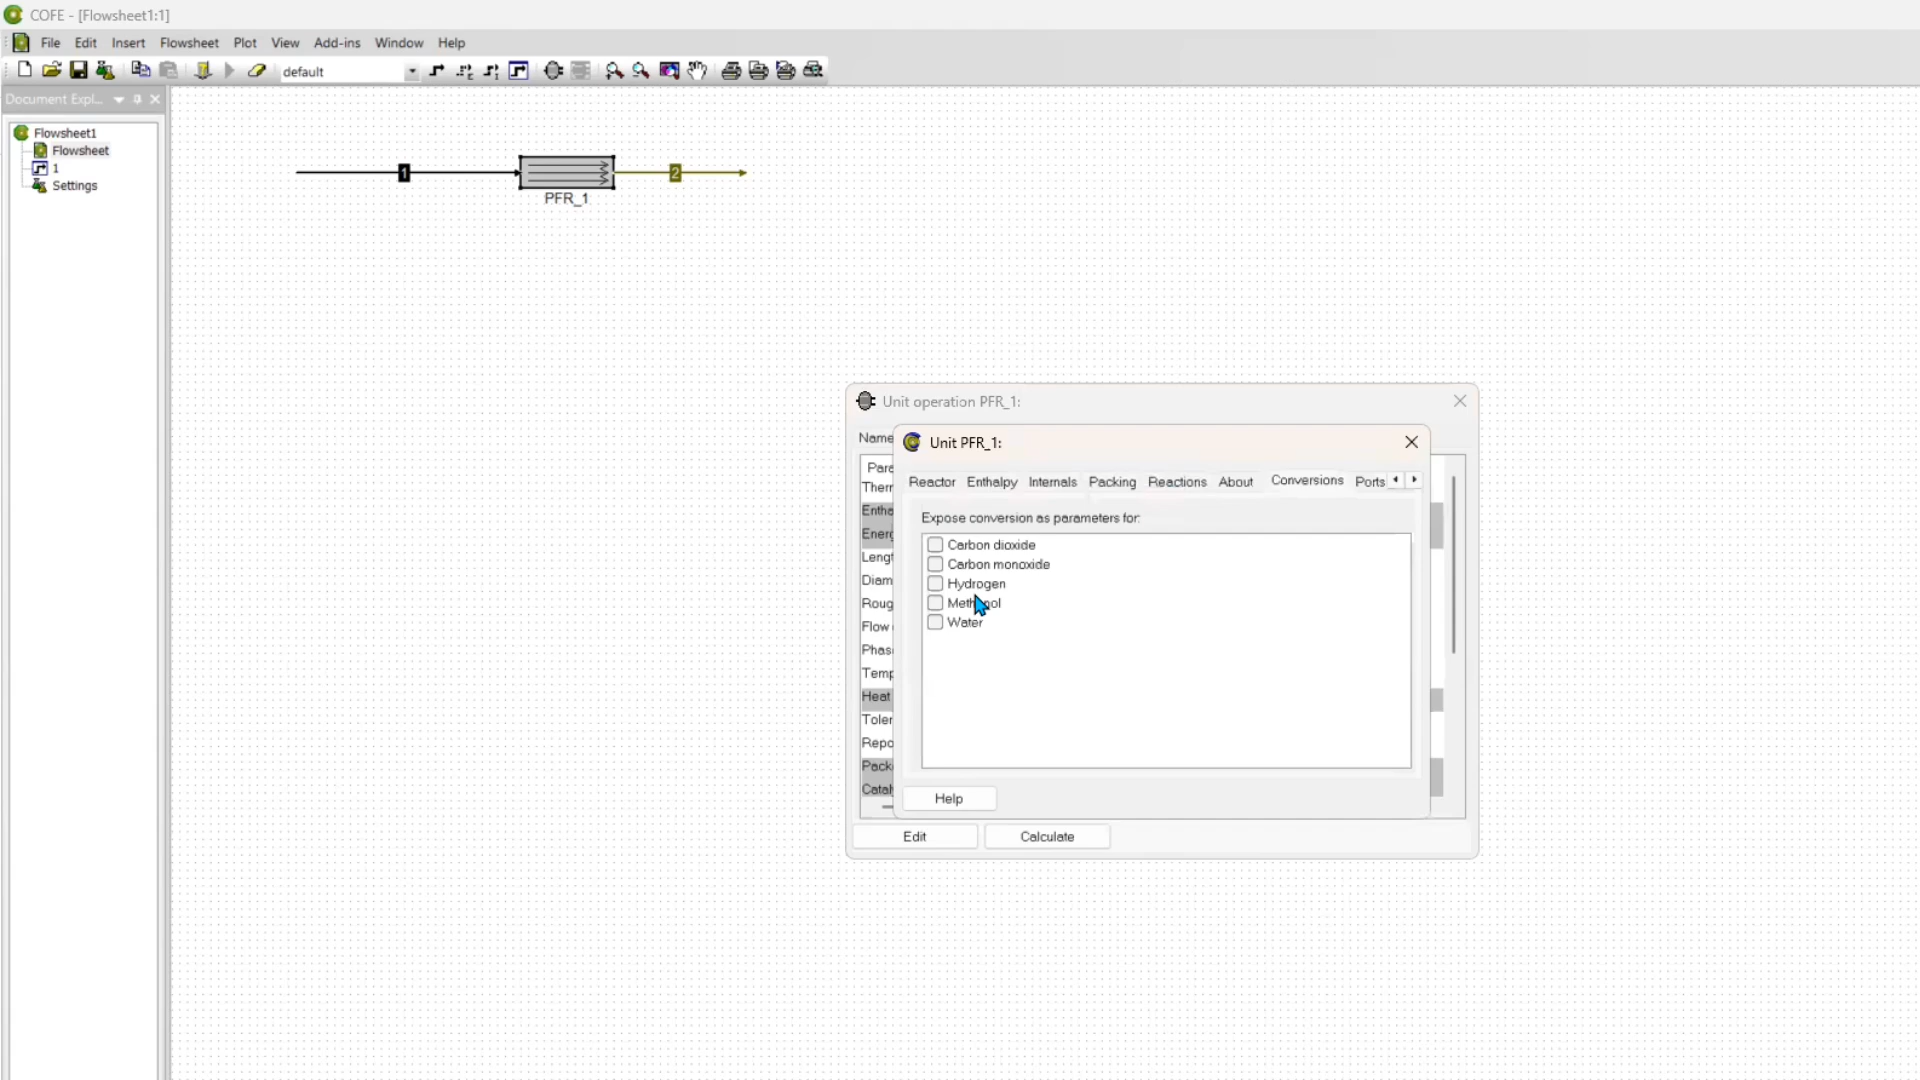 COFE - [Flowsheet1:1]
File Edit Insert Flowsheet Plot View Add-ins Window Help
default
Document Expl...
Flowsheet1
Flowsheet
1
Settings
1
2
PFR_1
Unit operation PFR_1:
Name
Unit PFR_1:
Para
Reactor Enthalpy Internals Packing Reactions About Conversions Ports
Therr
Entha
Expose conversion as parameters for:
Energ
Carbon dioxide
Lengt
Carbon monoxide
Diam
Hydrogen
Roug
Methanol
Flow
Water
Phas
Temp
Heat
Toler
Repo
Pack
Catal
Help
Edit Calculate